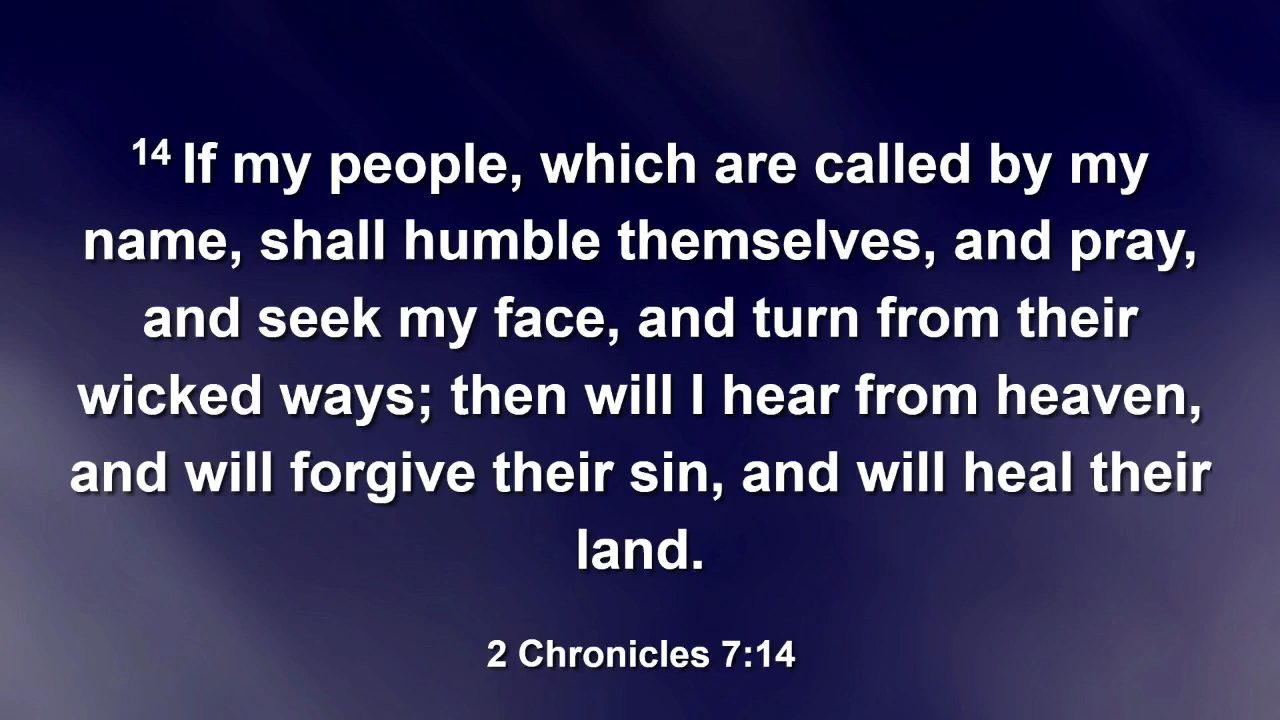 14 If my people, which are called by my
name, shall humble themselves, and pray,
and seek my face, and turn from their
wicked ways; then will I hear from heaven,
and will forgive their sin, and will heal their
land.
2 Chronicles 7:14